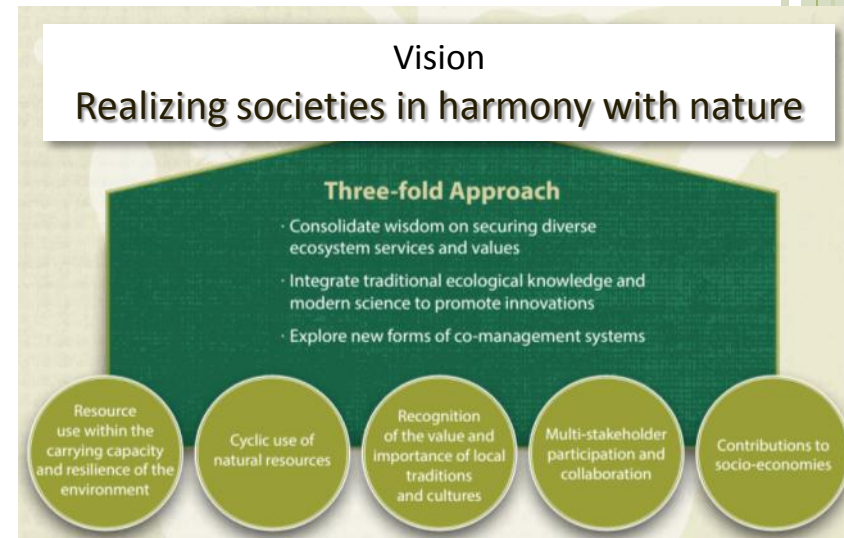 Vision
Realizing societies in harmony with nature
Three-fold Approach
· Consolidate wisdom on securing diverse
ecosystem services and values
· Integrate traditional ecological knowledge and
modern science to promote innovations
· Explore new forms of co-management systems
Resource
use within the
carrying capacity
and resilience of the
environment
Cyclic use of
natural resources
Recognition
of the value and
importance of local
traditions
and cultures
Multi-stakeholder
participation and
collaboration
Contributions to
socio-economies